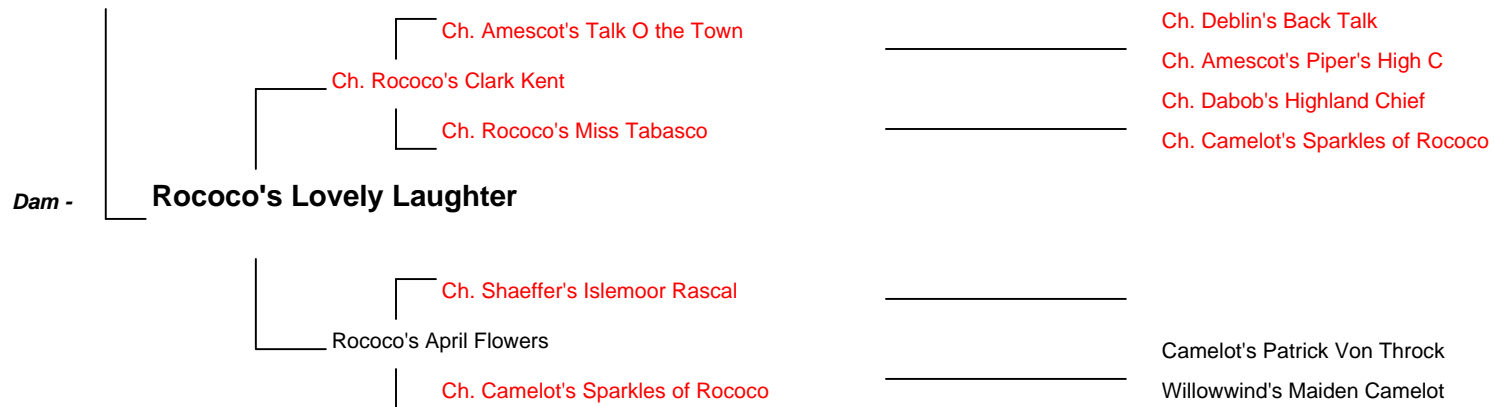 Ch. Deblin's Back Talk
Ch. Amescot's Talk O the Town
Ch. Amescot's Piper's High C
Ch. Rococo's Clark Kent
Ch. Dabob's Highland Chief
Ch. Rococo's Miss Tabasco
Ch. Camelot's Sparkles of Rococo
Dam - Rococo's Lovely Laughter
Ch. Shaeffer's Islemoor Rascal
Rococo's April Flowers
Camelot's Patrick Von Throck
Ch. Camelot's Sparkles of Rococo
Willowwind's Maiden Camelot